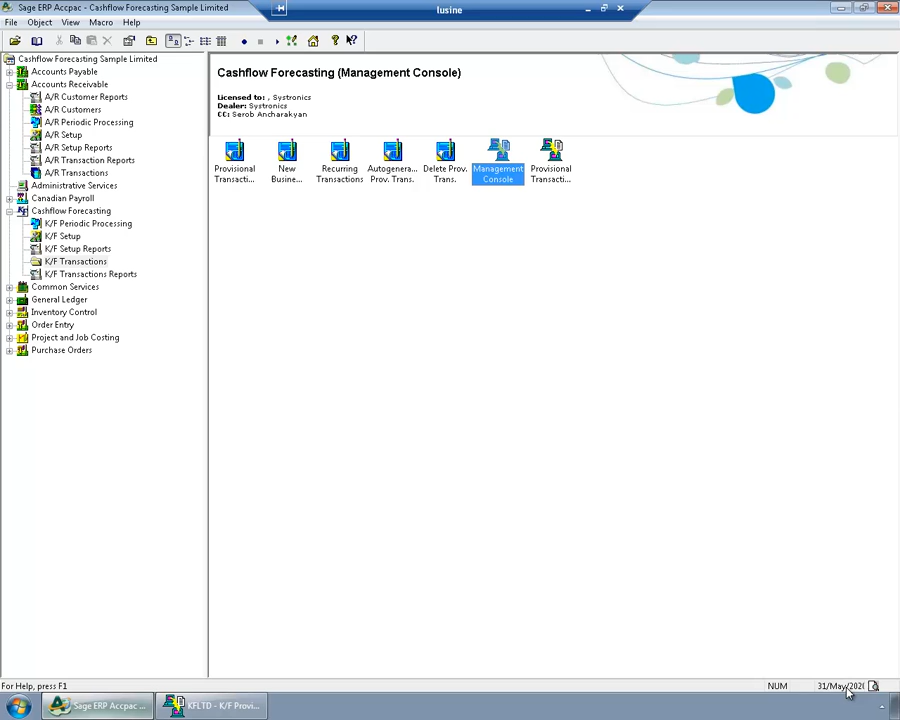 Sage ERP Accpac - Cashflow Forecasting Sample Limited
lusine
File Object View Macro Help
Cashflow Forecasting Sample Limited
Accounts Payable
Accounts Receivable
A/R Customer Reports
A/R Customers
A/R Periodic Processing
A/R Setup
A/R Setup Reports
A/R Transaction Reports
A/R Transactions
Administrative Services
Canadian Payroll
Cashflow Forecasting
K/F Periodic Processing
K/F Setup
K/F Setup Reports
K/F Transactions
K/F Transactions Reports
Common Services
General Ledger
Inventory Control
Order Entry
Project and Job Costing
Purchase Orders
Cashflow Forecasting (Management Console)
Licensed to: , Systronics
Dealer: Systronics
CC: Serob Ancharakyan
Provisional Transacti...
New Busine...
Recurring Transactions
Autogenera... Prov. Trans.
Delete Prov. Trans.
Management Console
Provisional Transacti...
For Help, press F1
NUM
31/May/202
Sage ERP Accpac ...
KFLTD - K/F Provi...